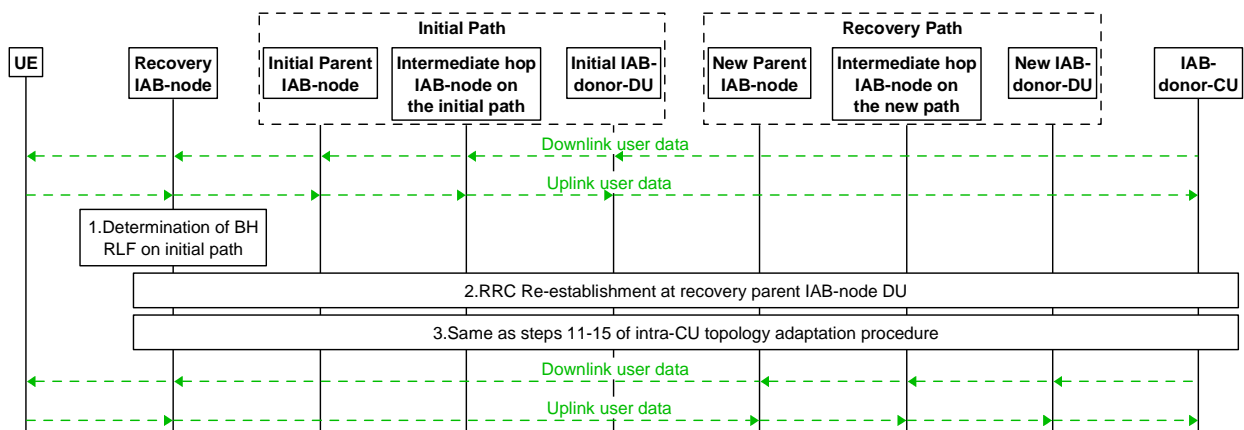 Initial Path
Recovery Path
UE
Recovery
IAB-node
Initial Parent
IAB-node
Intermediate hop
IAB-node on
the initial path
Initial IAB-
donor-DU
New Parent
IAB-node
Intermediate hop
IAB-node on
the new path
New IAB-
donor-DU
IAB-
donor-CU
Downlink user data
Uplink user data
1.Determination of BH
RLF on initial path
2.RRC Re-establishment at recovery parent IAB-node DU
3.Same as steps 11-15 of intra-CU topology adaptation procedure
Downlink user data
Uplink user data